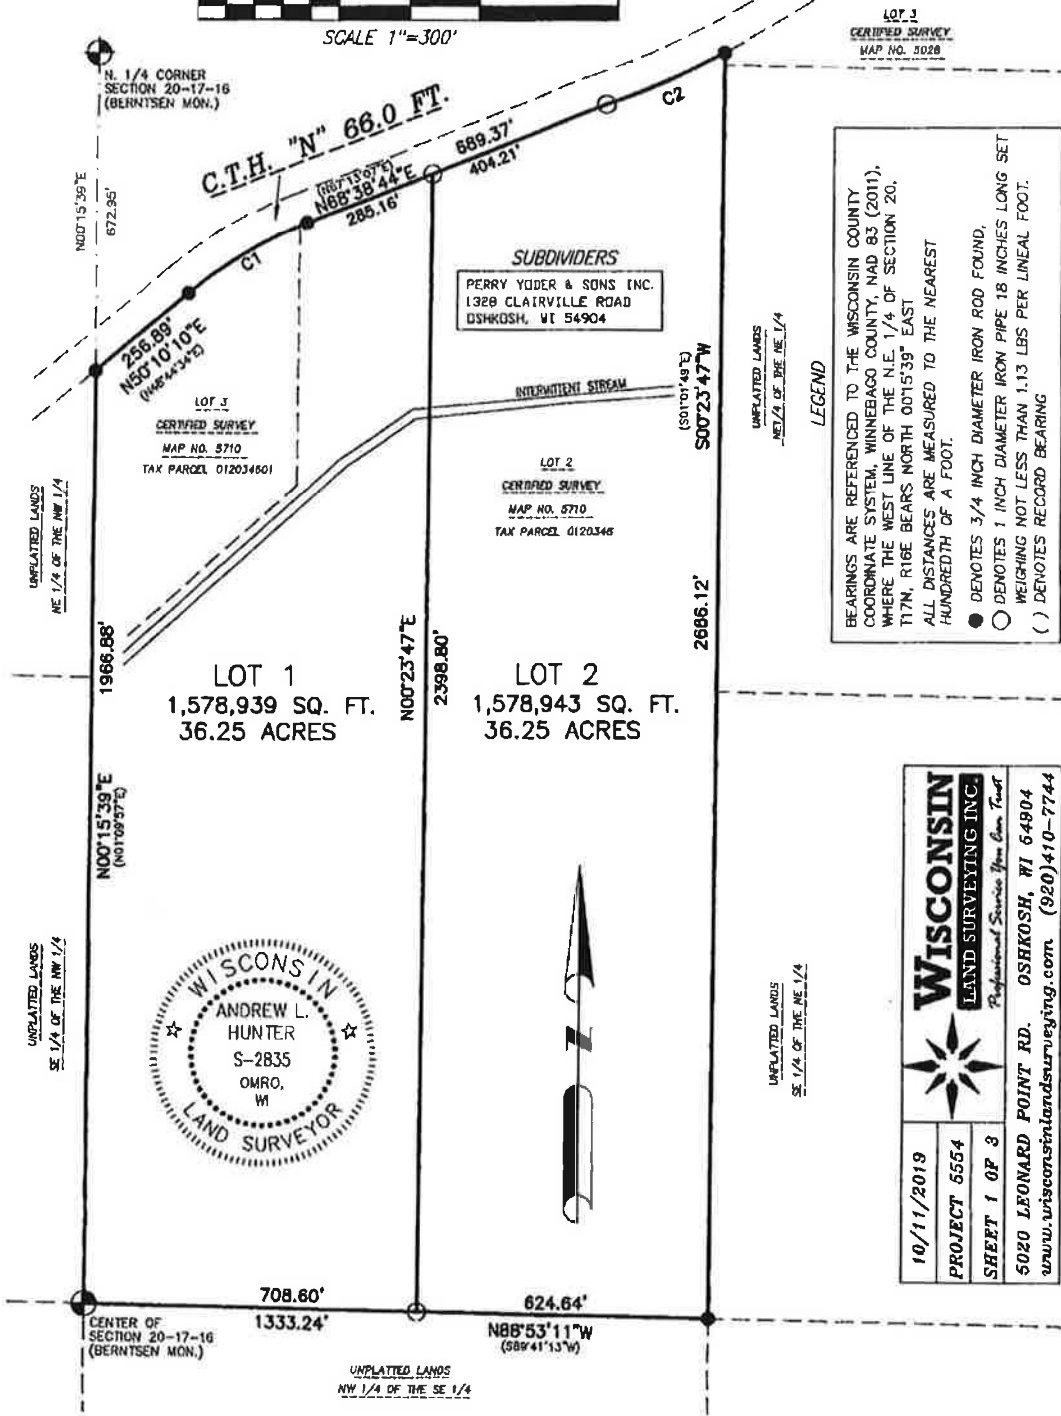 SCALE 1"=300'
LOT 3
CERTIFIED SURVEY
MAP NO. 5028
N. 1/4 CORNER
SECTION 20-17-16
(BERNTSEN MON.)
C.T.H. "N" 66.0 FT.
C2
689.37'
404.21'
(N67°13'07"E)
N68°38'44"E
285.16'
N00°15'39"E
672.95'
C1
SUBDIVIDERS
PERRY YODER & SONS INC.
1328 CLAIRVILLE ROAD
OSHKOSH, WI 54904
256.89'
N50°10'10"E
(N48°44'34"E)
INTERMITTENT STREAM
(S01°01'49"E)
S00°23'47"W
2686.12'
UNPLATTED LANDS
NE1/4 OF THE NE 1/4
LOT 3
CERTIFIED SURVEY
MAP NO. 5710
TAX PARCEL 012034601
LOT 2
CERTIFIED SURVEY
MAP NO. 5710
TAX PARCEL 0120346
UNPLATTED LANDS
NE 1/4 OF THE NW 1/4
LEGEND
BEARINGS ARE REFERENCED TO THE WISCONSIN COUNTY
COORDINATE SYSTEM, WINNEBAGO COUNTY, NAD 83 (2011),
WHERE THE WEST LINE OF THE N.E. 1/4 OF SECTION 20,
T17N, R16E BEARS NORTH 00°15'39" EAST
ALL DISTANCES ARE MEASURED TO THE NEAREST
HUNDREDTH OF A FOOT.
DENOTES 3/4 INCH DIAMETER IRON ROD FOUND,
DENOTES 1 INCH DIAMETER IRON PIPE 18 INCHES LONG SET
WEIGHING NOT LESS THAN 1.13 LBS PER LINEAL FOOT.
( ) DENOTES RECORD BEARING
1966.88'
N00°15'39"E
(N01°09'57"E)
LOT 1
1,578,939 SQ. FT.
36.25 ACRES
N00°23'47"E
2398.80'
LOT 2
1,578,943 SQ. FT.
36.25 ACRES
UNPLATTED LANDS
SE 1/4 OF THE NW 1/4
WISCONSIN
ANDREW L.
HUNTER
S-2835
OMRO,
WI
LAND SURVEYOR
N
UNPLATTED LANDS
SE 1/4 OF THE NE 1/4
WISCONSIN
LAND SURVEYING INC.
Professional Service You Can Trust
10/11/2019
PROJECT 5554
SHEET 1 OF 3
5020 LEONARD POINT RD. OSHKOSH, WI 54904
www.wisconsinlandsurveying.com (920)410-7744
708.60'
1333.24'
624.64'
N88°53'11"W
(S89°41'13"W)
CENTER OF
SECTION 20-17-16
(BERNTSEN MON.)
UNPLATTED LANDS
NW 1/4 OF THE SE 1/4